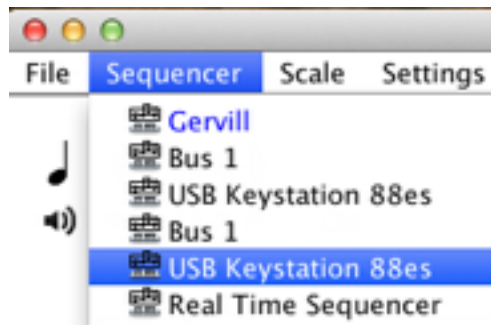 File Sequencer Scale Settings
Gervill
Bus 1
USB Keystation 88es
Bus 1
USB Keystation 88es
Real Time Sequencer